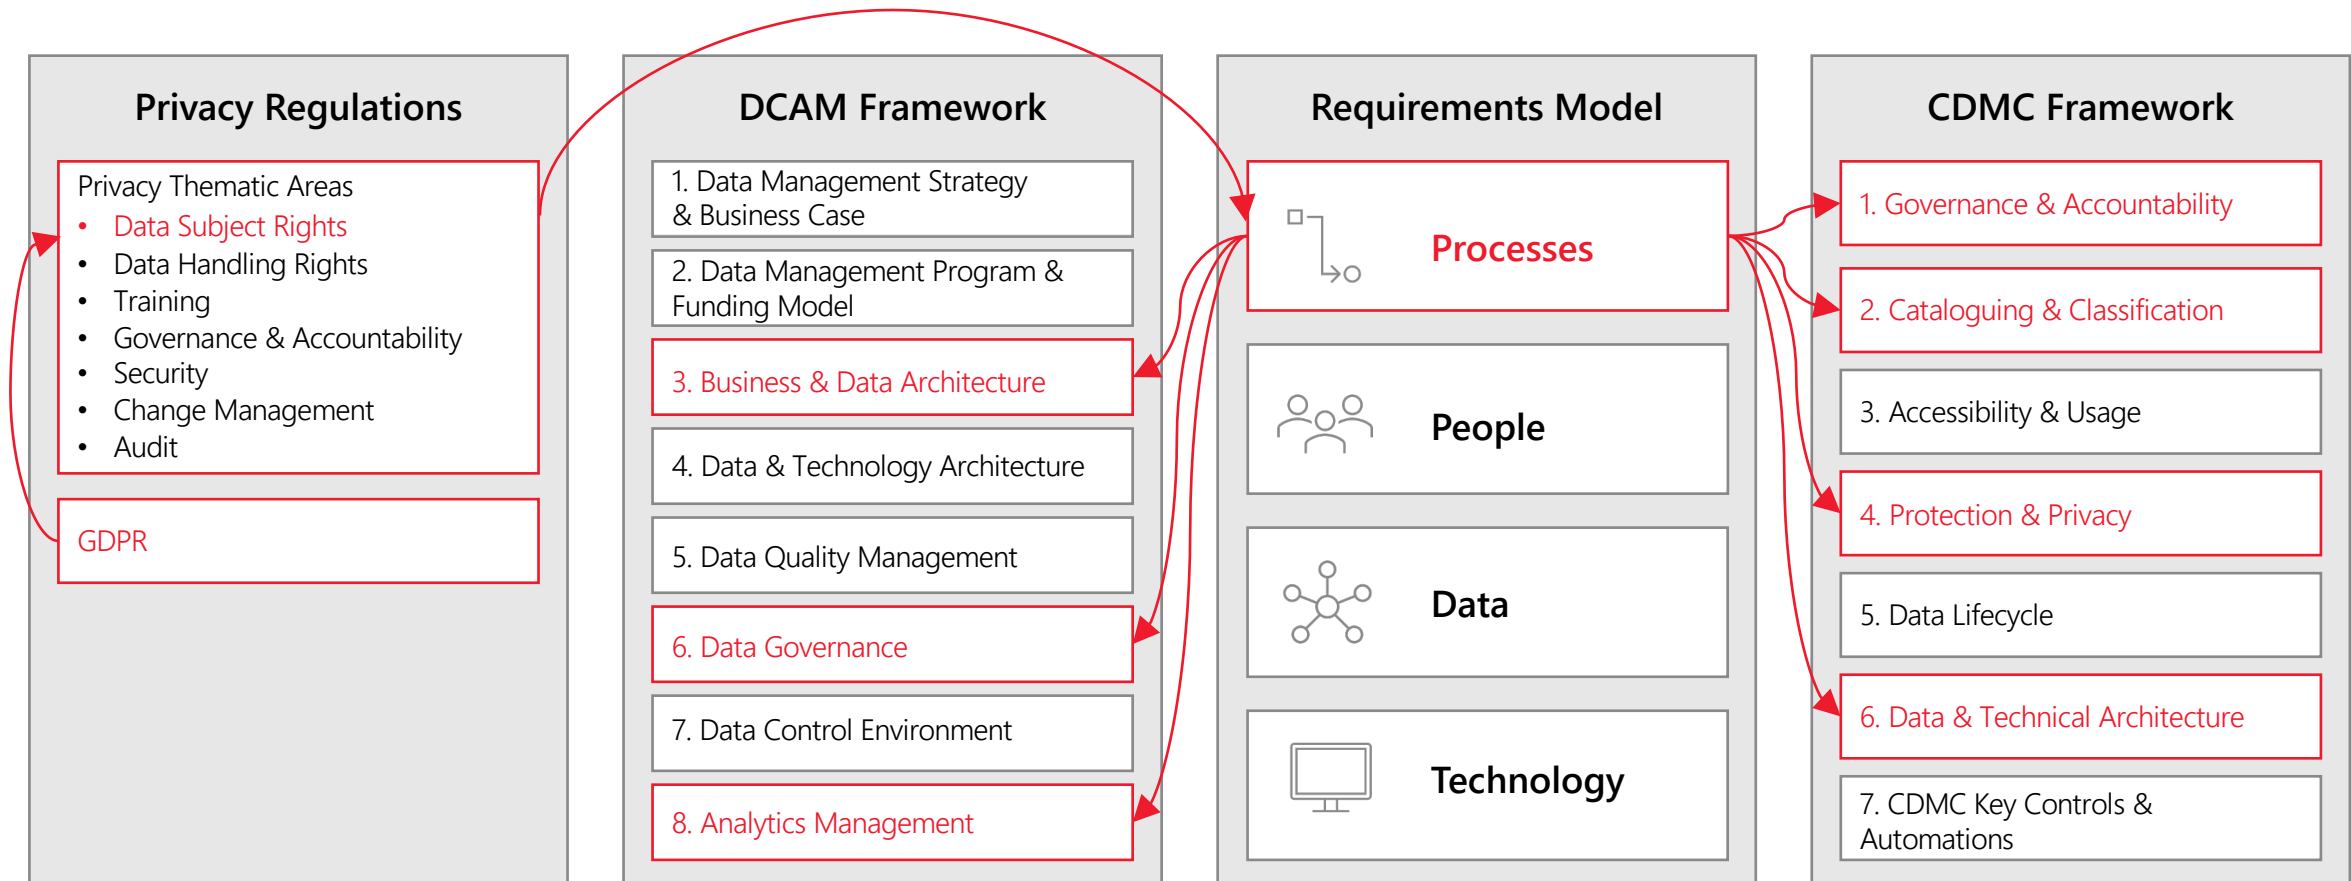 Privacy Regulations
Privacy Thematic Areas
• Data Subject Rights
• Data Handling Rights
• Training
• Governance & Accountability
• Security
• Change Management
• Audit
GDPR
DCAM Framework
1. Data Management Strategy
& Business Case
2. Data Management Program &
Funding Model
3. Business & Data Architecture
4. Data & Technology Architecture
5. Data Quality Management
6. Data Governance
7. Data Control Environment
8. Analytics Management
Requirements Model
Processes
People
Data
Technology
CDMC Framework
1. Governance & Accountability
2. Cataloguing & Classification
3. Accessibility & Usage
4. Protection & Privacy
5. Data Lifecycle
6. Data & Technical Architecture
7. CDMC Key Controls &
Automations